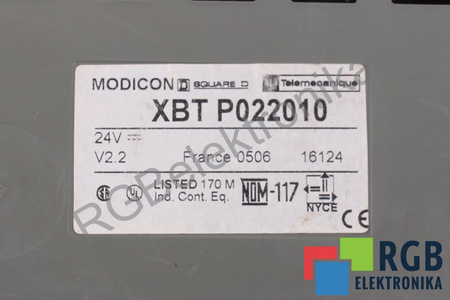 MODICON D SQUARE D Telemecanique
XBT P022010
24V ⎓
V2.2 France 0506 16124
LISTED 170 M
Ind. Cont. Eq.
NOM-117
NYCE
CE
RGBelektronika
RGB
ELEKTRONIKA